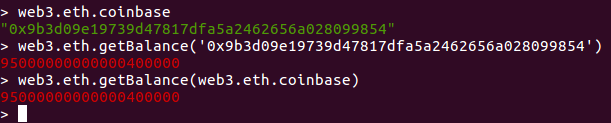 > web3.eth.coinbase
"0x9b3d09e19739d47817dfa5a2462656a028099854"
> web3.eth.getBalance('0x9b3d09e19739d47817dfa5a2462656a028099854')
95000000000000400000
> web3.eth.getBalance(web3.eth.coinbase)
95000000000000400000
>